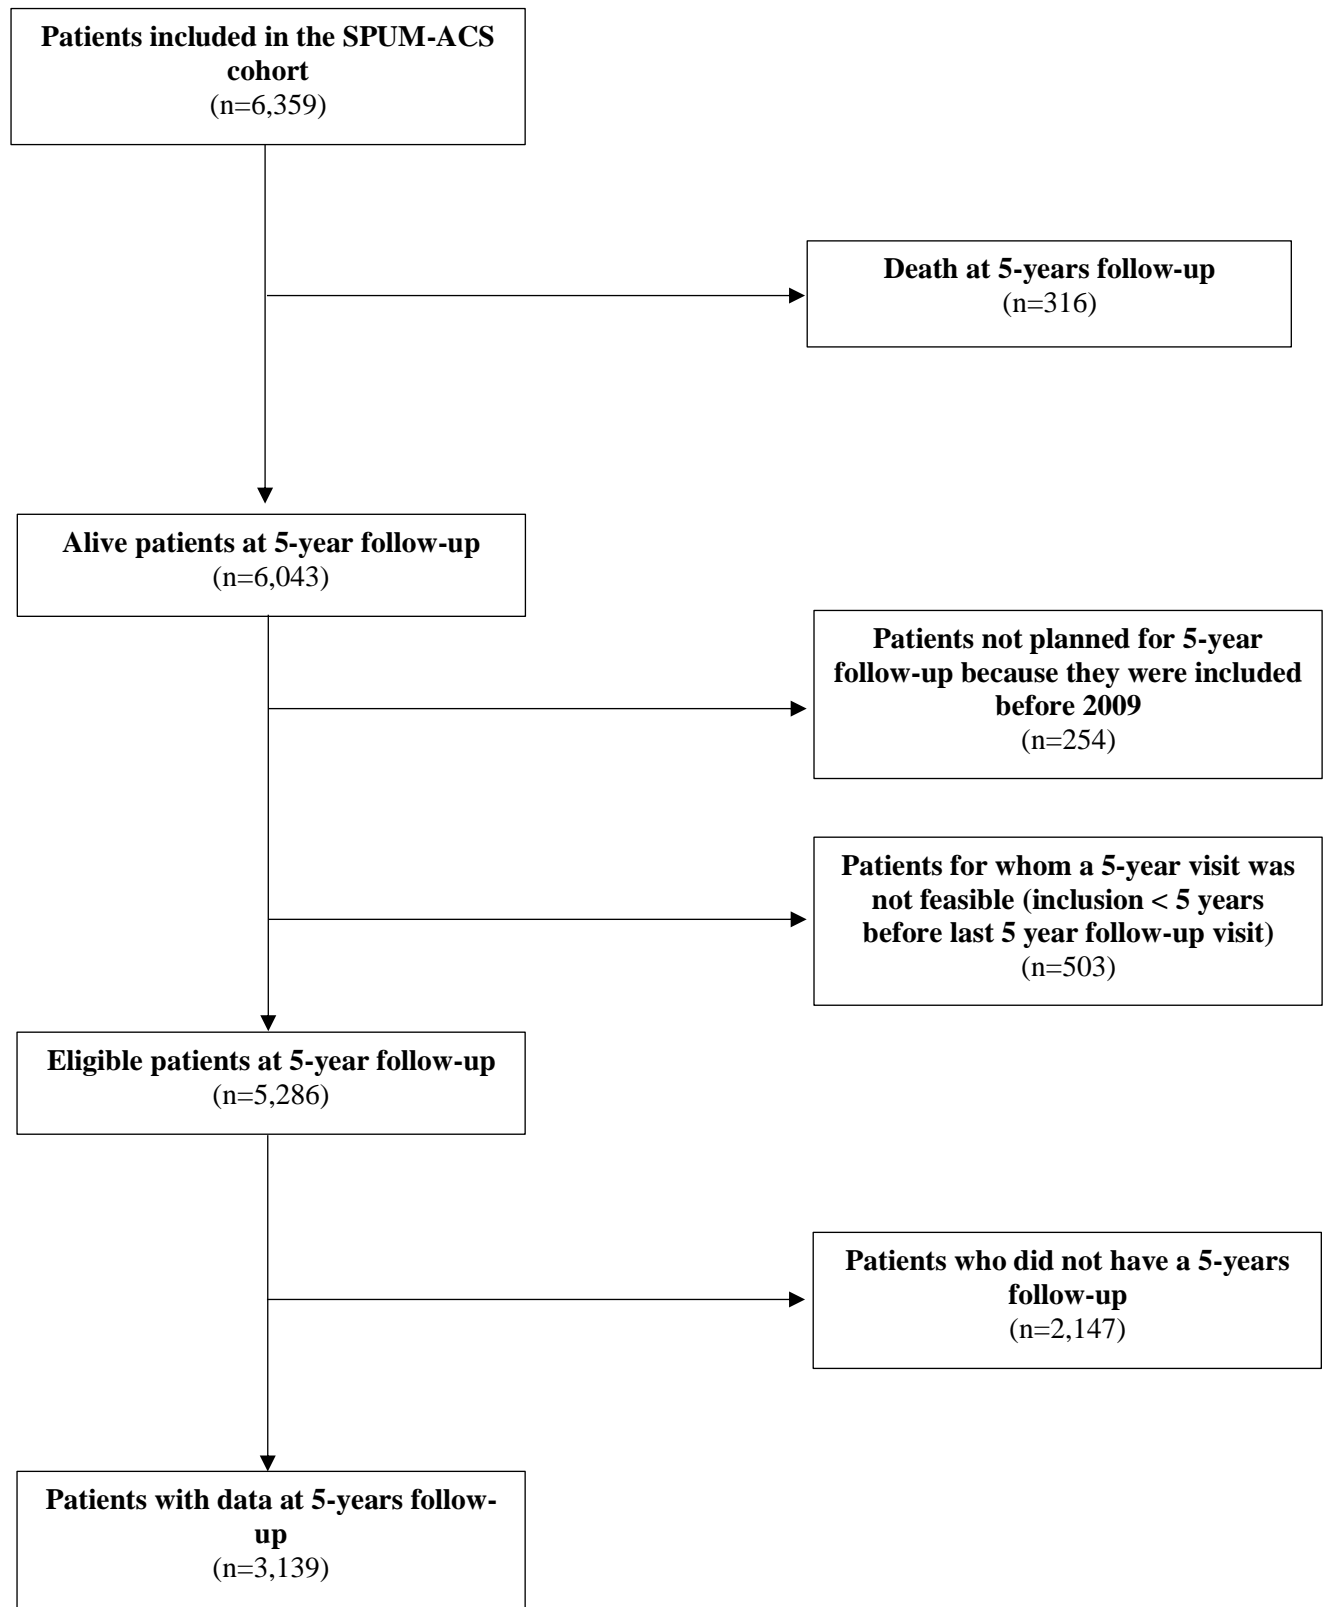 Patients included in the SPUM-ACS
cohort
(n=6,359)
Death at 5-years follow-up
(n=316)
Alive patients at 5-year follow-up
(n=6,043)
Patients not planned for 5-year
follow-up because they were included
before 2009
(n=254)
Patients for whom a 5-year visit was
not feasible (inclusion < 5 years
before last 5 year follow-up visit)
(n=503)
Eligible patients at 5-year follow-up
(n=5,286)
Patients who did not have a 5-years
follow-up
(n=2,147)
Patients with data at 5-years follow-
up
(n=3,139)